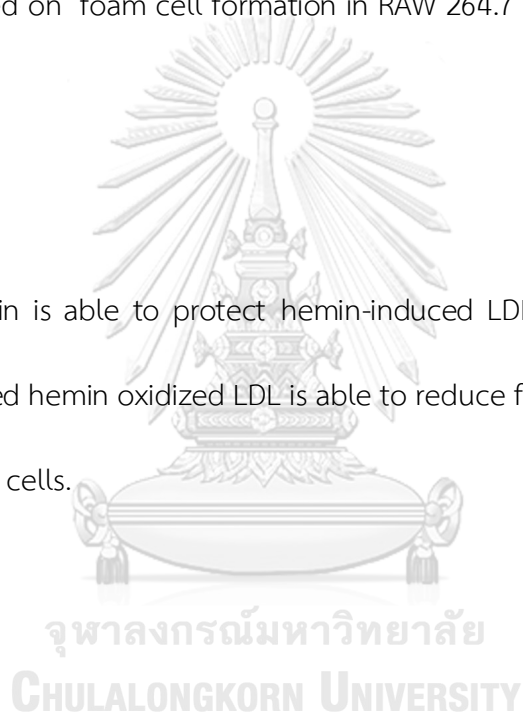 ed on foam cell formation in RAW 264.7
in is able to protect hemin-induced LDL
ed hemin oxidized LDL is able to reduce f
cells.
จุฬาลงกรณ์มหาวิทยาลัย
CHULALONGKORN UNIVERSITY